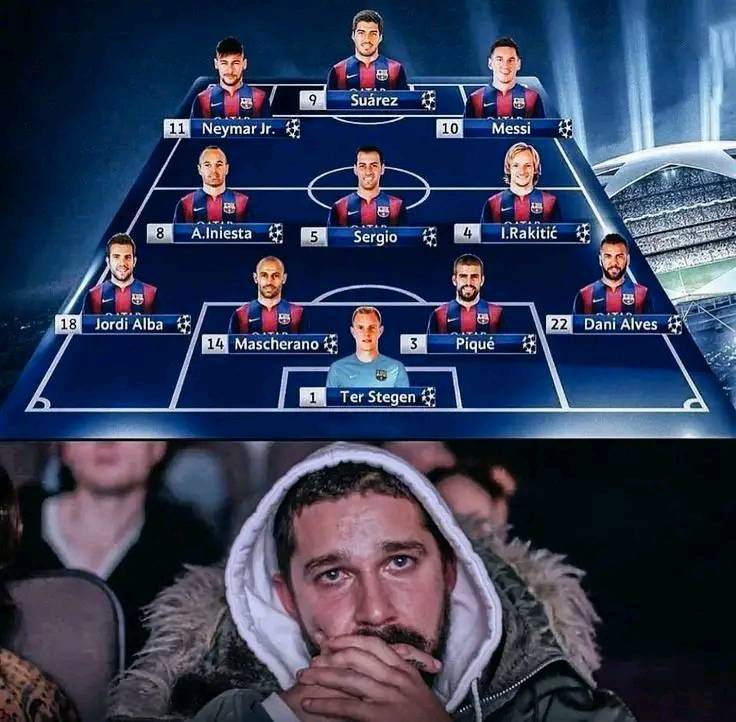 9 Suárez
11 Neymar Jr.
10 Messi
8 A.Iniesta
5 Sergio
4 I.Rakitić
18 Jordi Alba
14 Mascherano
3 Piqué
22 Dani Alves
1 Ter Stegen